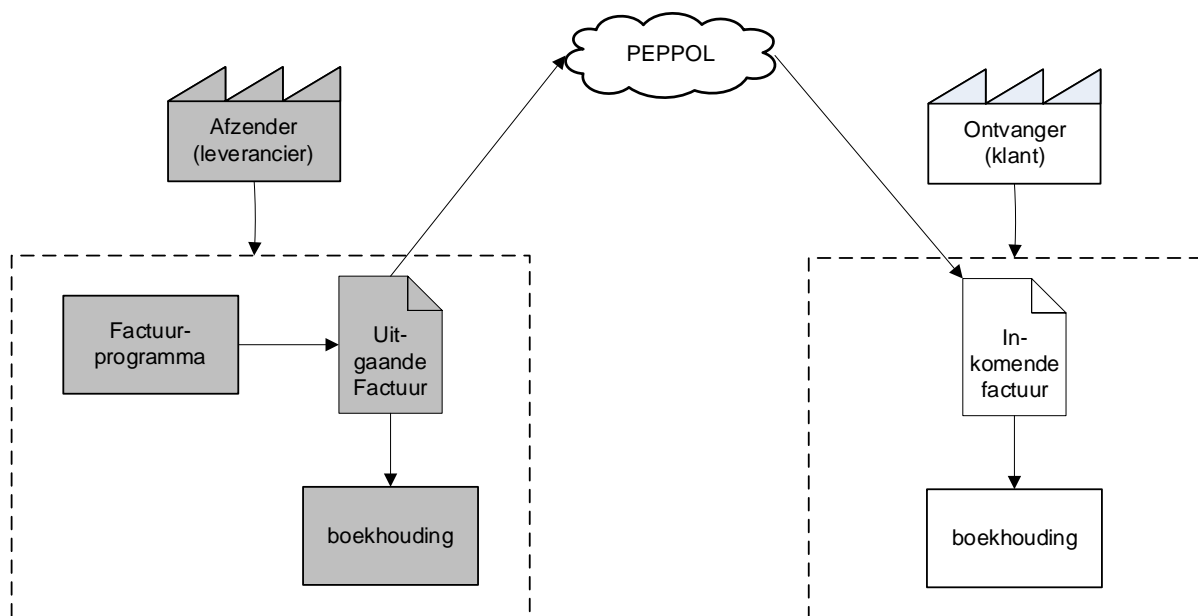 PEPPOL
Afzender
(leverancier)
Ontvanger
(klant)
Factuur-
programma
Uit-
gaande
Factuur
In-
komende
factuur
boekhouding
boekhouding